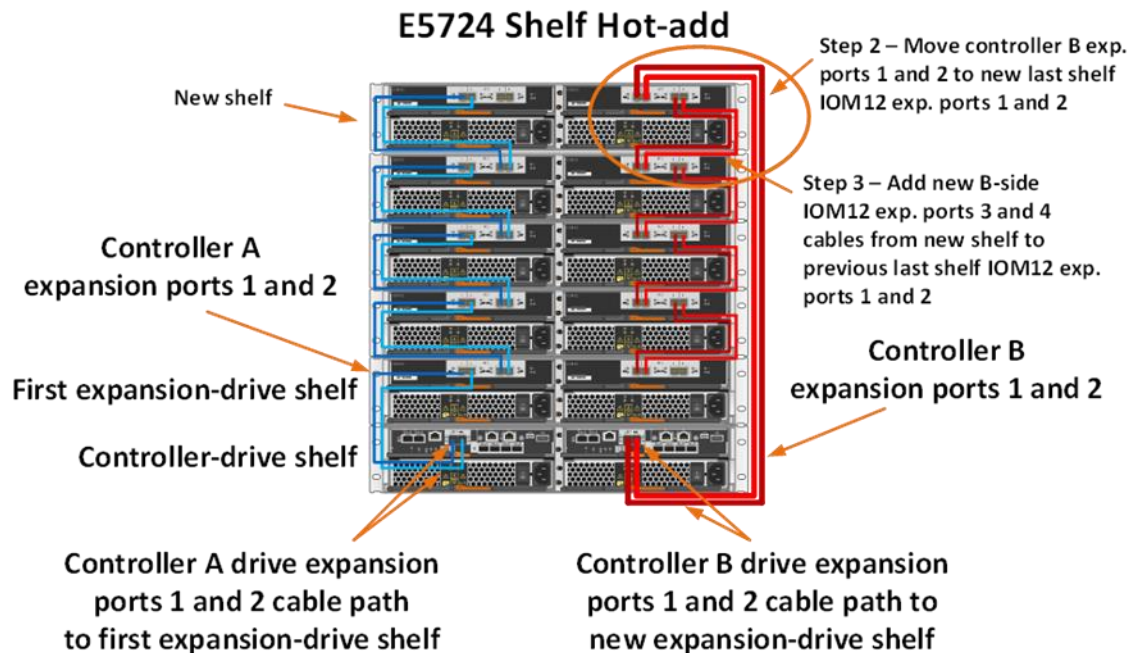 E5724 Shelf Hot-add
New shelf
Step 2 – Move controller B exp.
ports 1 and 2 to new last shelf
IOM12 exp. ports 1 and 2
Step 3 – Add new B-side
IOM12 exp. ports 3 and 4
cables from new shelf to
previous last shelf IOM12 exp.
ports 1 and 2
Controller A
expansion ports 1 and 2
First expansion-drive shelf
Controller-drive shelf
Controller B
expansion ports 1 and 2
Controller A drive expansion
ports 1 and 2 cable path
to first expansion-drive shelf
Controller B drive expansion
ports 1 and 2 cable path to
new expansion-drive shelf